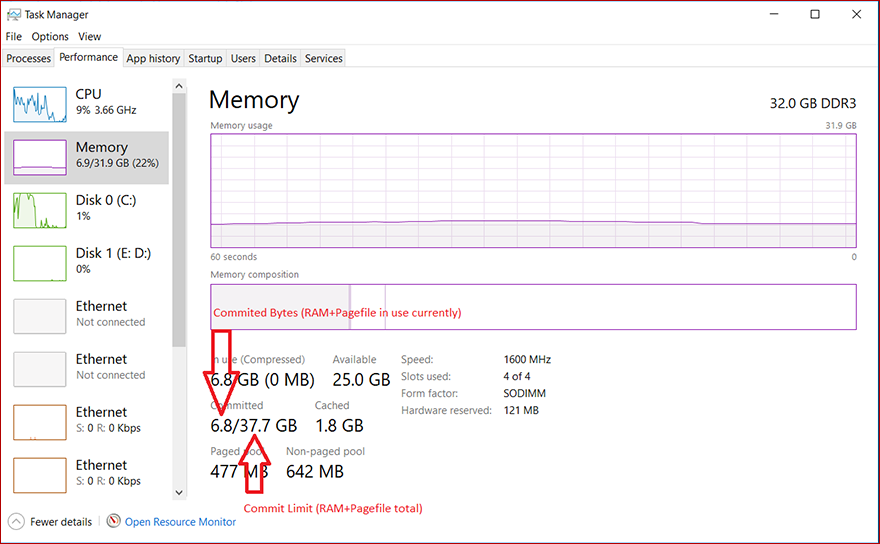 Task Manager
File Options View
Processes Performance App history Startup Users Details Services
CPU
9% 3.66 GHz
Memory
6.9/31.9 GB (22%)
Disk 0 (C:)
1%
Disk 1 (E: D:)
0%
Ethernet
Not connected
Ethernet
Not connected
Ethernet
S: 0 R: 0 Kbps
Ethernet
S: 0 R: 0 Kbps
Memory
32.0 GB DDR3
Memory usage
31.9 GB
60 seconds
0
Memory composition
Commited Bytes (RAM+Pagefile in use currently)
In use (Compressed)
6.8 GB (0 MB)
Available
25.0 GB
Committed
6.8/37.7 GB
Cached
1.8 GB
Paged pool
477 MB
Non-paged pool
642 MB
Speed: 1600 MHz
Slots used: 4 of 4
Form factor: SODIMM
Hardware reserved: 121 MB
Commit Limit (RAM+Pagefile total)
Fewer details
Open Resource Monitor